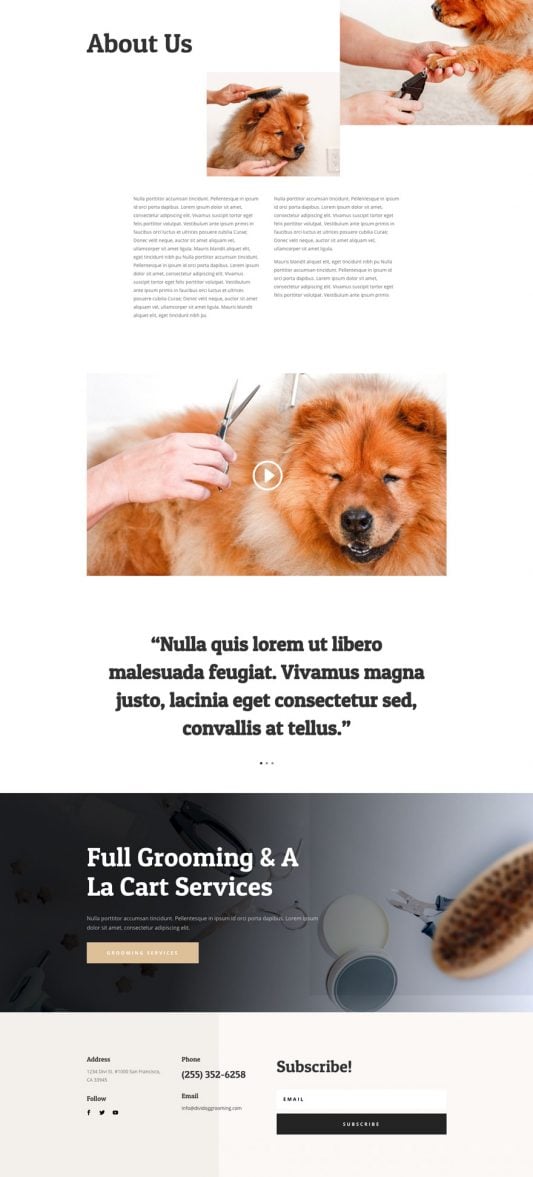 About Us
Nulla porttitor accumsan tincidunt. Pellentesque in ipsum
id orci porta dapibus. Lorem ipsum dolor sit amet,
consectetur adipiscing elit. Vivamus suscipit tortor eget
felis porttitor volutpat. Vestibulum ante ipsum primis in
faucibus orci luctus et ultrices posuere cubilia Curae;
Donec velit neque, auctor sit amet aliquam vel,
ullamcorper sit amet ligula. Mauris blandit aliquet elit,
eget tincidunt nibh pu Nulla porttitor accumsan tincidunt.
Pellentesque in ipsum id orci porta dapibus. Lorem ipsum
dolor sit amet, consectetur adipiscing elit. Vivamus
suscipit tortor eget felis porttitor volutpat. Vestibulum
ante ipsum primis in faucibus orci luctus et ultrices
posuere cubilia Curae; Donec velit neque, auctor sit amet
aliquam vel, ullamcorper sit amet ligula. Mauris blandit
aliquet elit, eget tincidunt nibh pu.
Nulla porttitor accumsan tincidunt. Pellentesque in ipsum
id orci porta dapibus. Lorem ipsum dolor sit amet,
consectetur adipiscing elit. Vivamus suscipit tortor eget
felis porttitor volutpat. Vestibulum ante ipsum primis in
faucibus orci luctus et ultrices posuere cubilia Curae;
Donec velit neque, auctor sit amet aliquam vel,
ullamcorper sit amet ligula.
Mauris blandit aliquet elit, eget tincidunt nibh pu Nulla
porttitor accumsan tincidunt. Pellentesque in ipsum id
orci porta dapibus. Lorem ipsum dolor sit amet,
consectetur adipiscing elit. Vivamus suscipit tortor eget
felis porttitor volutpat. Vestibulum ante ipsum primis
“Nulla quis lorem ut libero
malesuada feugiat. Vivamus magna
justo, lacinia eget consectetur sed,
convallis at tellus.”
Full Grooming & A
La Cart Services
Nulla porttitor accumsan tincidunt. Pellentesque in ipsum id orci porta dapibus. Lorem ipsum
dolor sit amet, consectetur adipiscing elit.
GROOMING SERVICES
Address
1234 Divi St. #1000 San Francisco,
CA 33945
Follow
Phone
(255) 352-6258
Email
info@dividoggrooming.com
Subscribe!
EMAIL
SUBSCRIBE